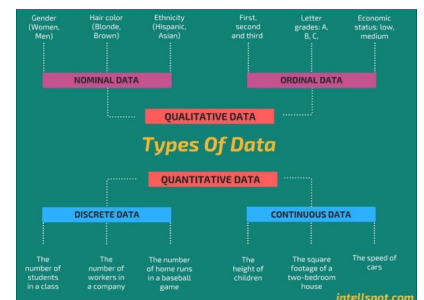 Gender
(Women,
Men)
Hair color
(Blonde,
Brown)
Ethnicity
(Hispanic,
Asian)
First,
second
and third
Letter
grades: A,
B, C,
Economic
status: low,
medium
NOMINAL DATA
ORDINAL DATA
QUALITATIVE DATA
Types Of Data
QUANTITATIVE DATA
DISCRETE DATA
CONTINUOUS DATA
The
number of
students
in a class
The
number of
workers in
a company
The number
of home runs
in a baseball
game
The
height of
children
The square
footage of a
two-bedroom
house
The speed of
cars
intellspot.com